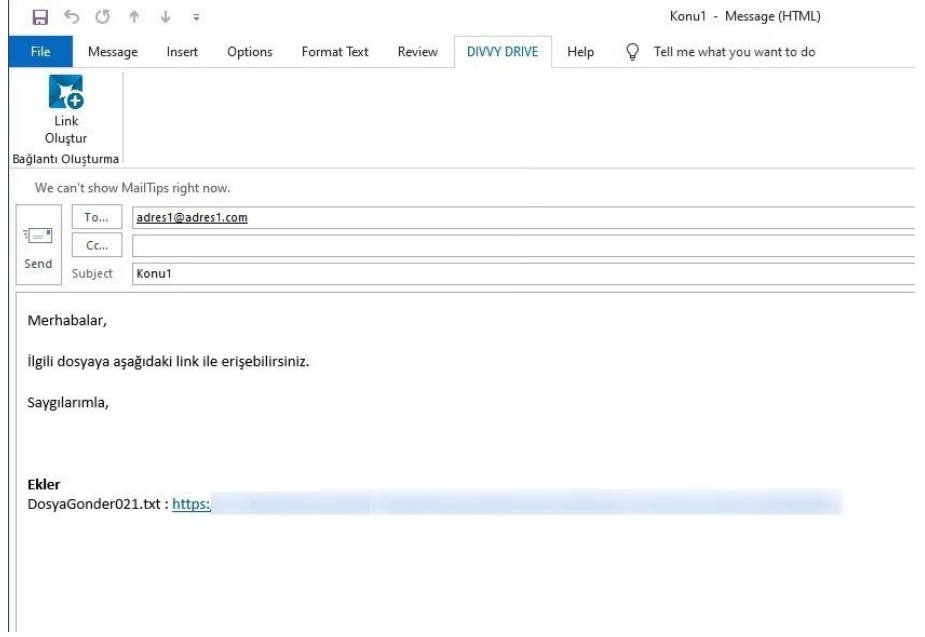 Konu1 - Message (HTML)
File Message Insert Options Format Text Review DIVVY DRIVE Help Tell me what you want to do
Link
Oluştur
Bağlantı Oluşturma
We can't show MailTips right now.
To... adres1@adres1.com
Cc...
Send
Subject Konu1
Merhabalar,
İlgili dosyaya aşağıdaki link ile erişebilirsiniz.
Saygılarımla,
Ekler
DosyaGonder021.txt : https: